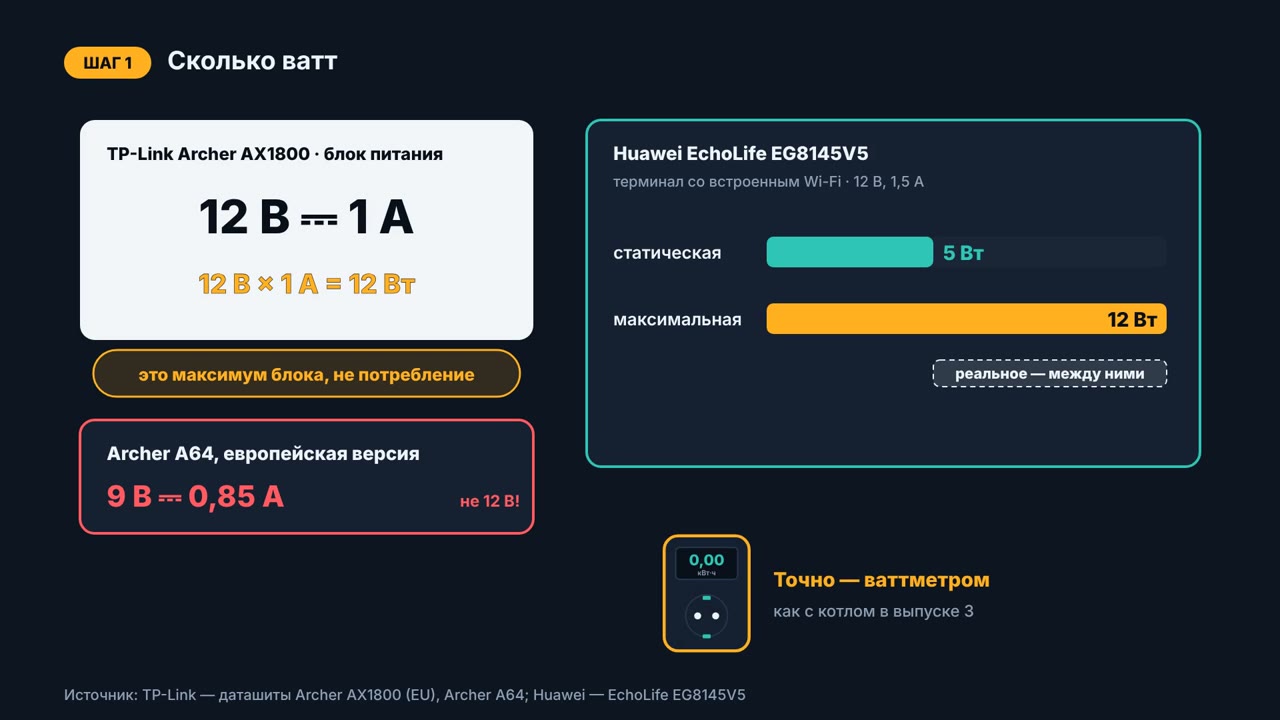 ШАГ 1
Сколько ватт
TP-Link Archer AX1800 · блок питания
12 В ⎓ 1 А
12 В × 1 А = 12 Вт
это максимум блока, не потребление
Archer A64, европейская версия
9 В ⎓ 0,85 А
не 12 В!
Huawei EchoLife EG8145V5
терминал со встроенным Wi-Fi · 12 В, 1,5 А
статическая
5 Вт
максимальная
12 Вт
реальное — между ними
0,00
кВт·ч
Точно — ваттметром
как с котлом в выпуске 3
Источник: TP-Link — даташиты Archer AX1800 (EU), Archer A64; Huawei — EchoLife EG8145V5